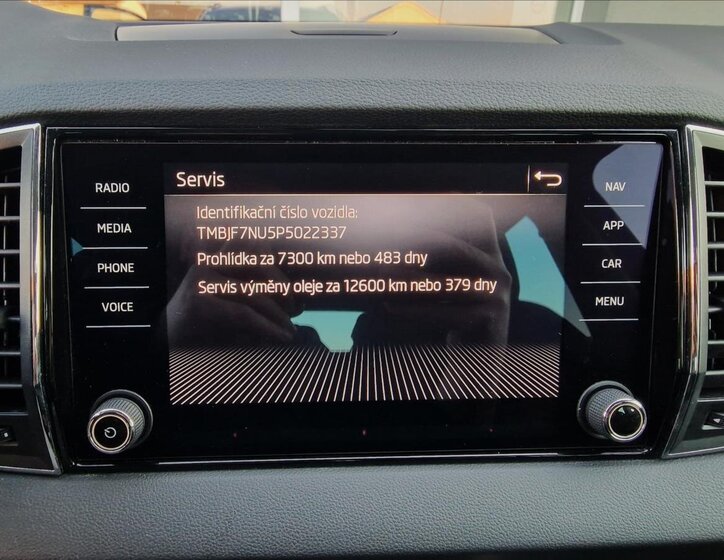 Servis
RADIO
MEDIA
PHONE
VOICE
Identifikační číslo vozidla:
TMBJF7NU5P5022337
Prohlídka za 7300 km nebo 483 dny
Servis výměny oleje za 12600 km nebo 379 dny
NAV
APP
CAR
MENU